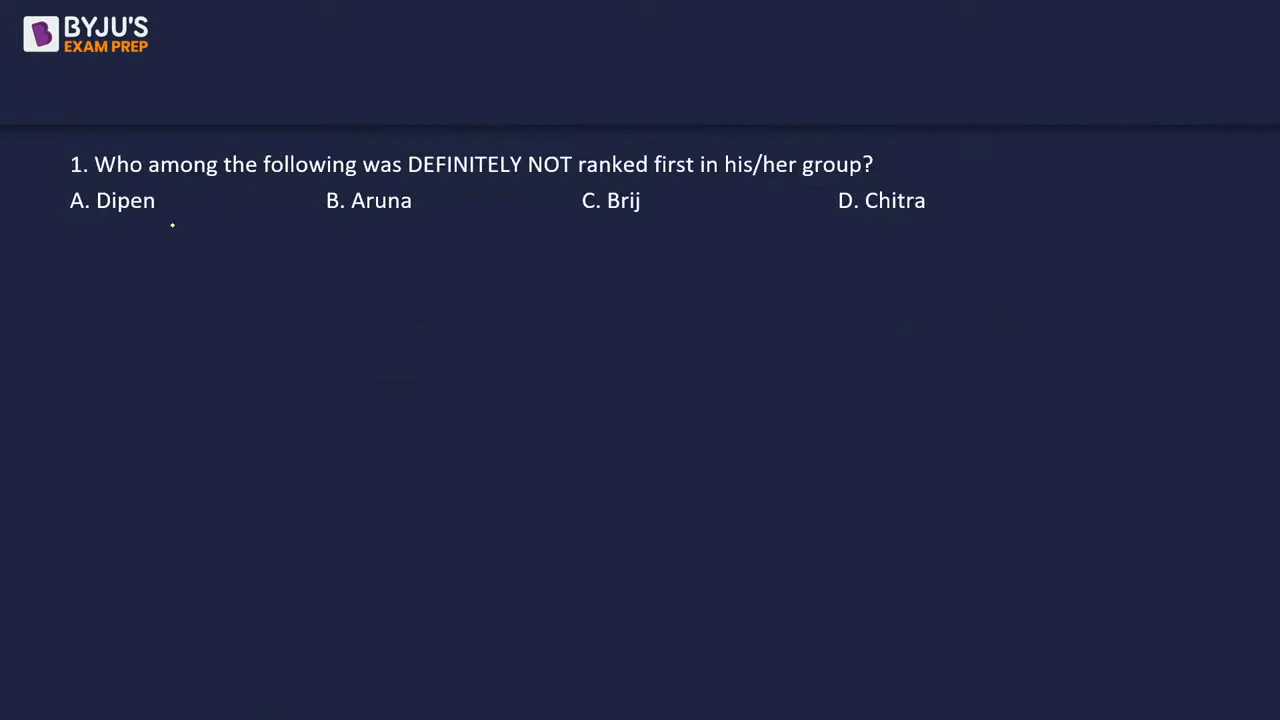 BYJU'S
EXAM PREP
1. Who among the following was DEFINITELY NOT ranked first in his/her group?
A. Dipen B. Aruna C. Brij D. Chitra